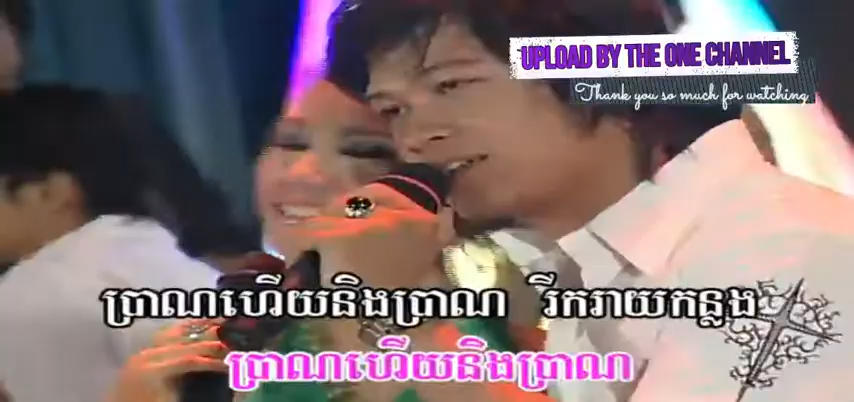 UPLOAD BY THE ONE CHANNEL
Thank you so much for watching
ប្រាណហើយនិងប្រាណ រីករាយកន្លង
ប្រាណហើយនិងប្រាណ